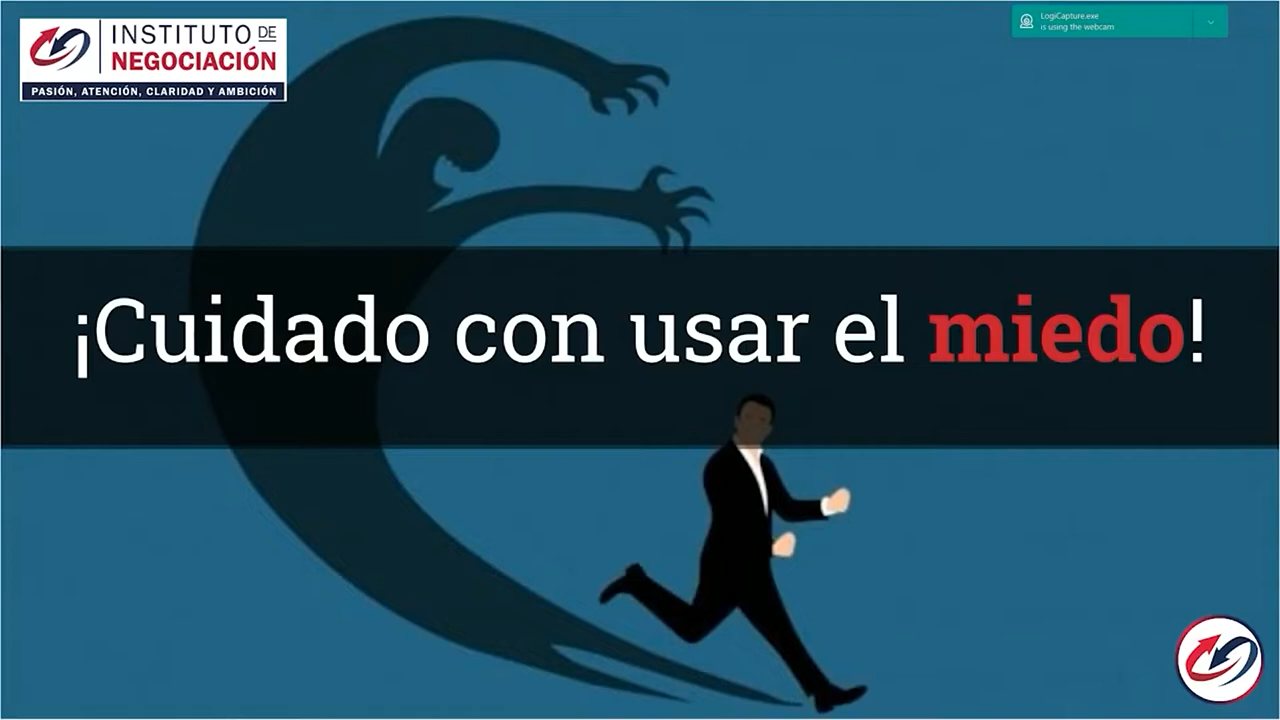 INSTITUTO DE
NEGOCIACIÓN
PASIÓN, ATENCIÓN, CLARIDAD Y AMBICIÓN
LogiCapture.exe
is using the webcam
¡Cuidado con usar el miedo!